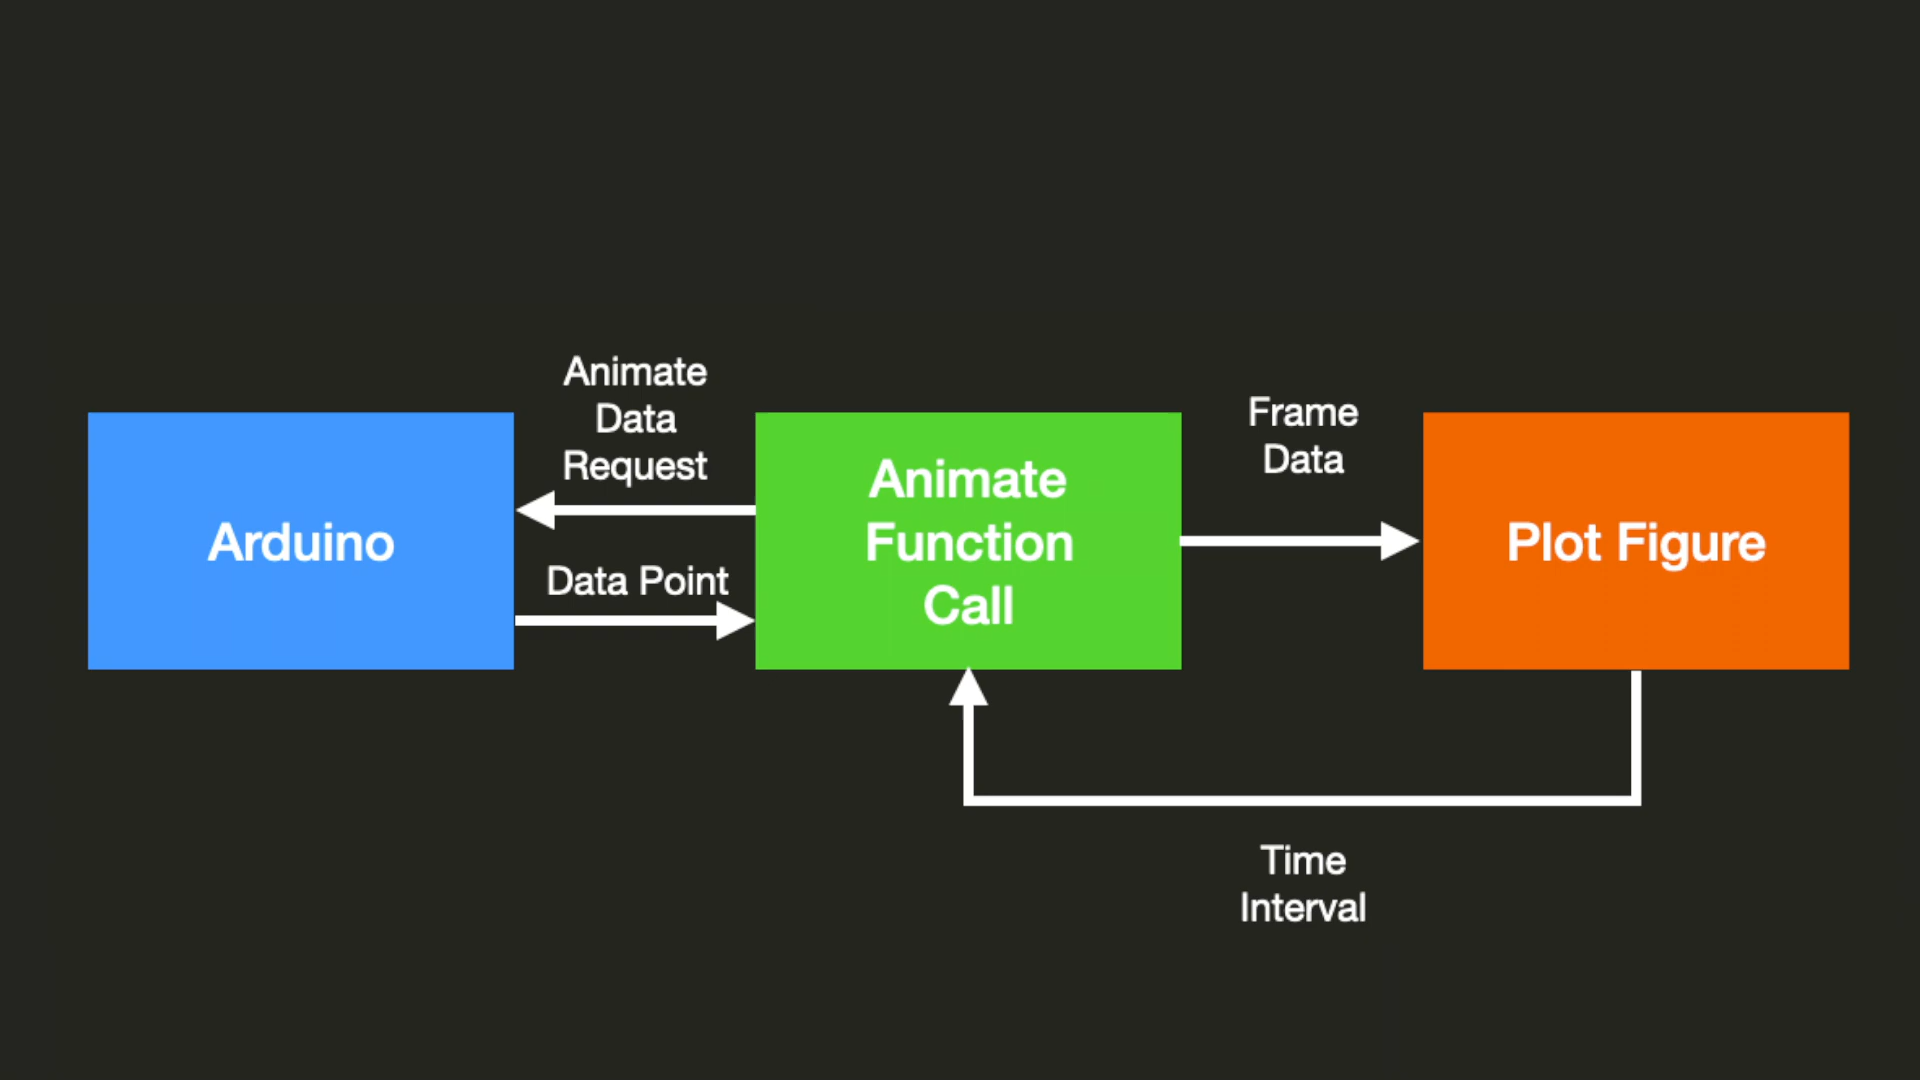 Arduino
Animate
Data
Request
Data Point
Animate
Function
Call
Frame
Data
Plot Figure
Time
Interval